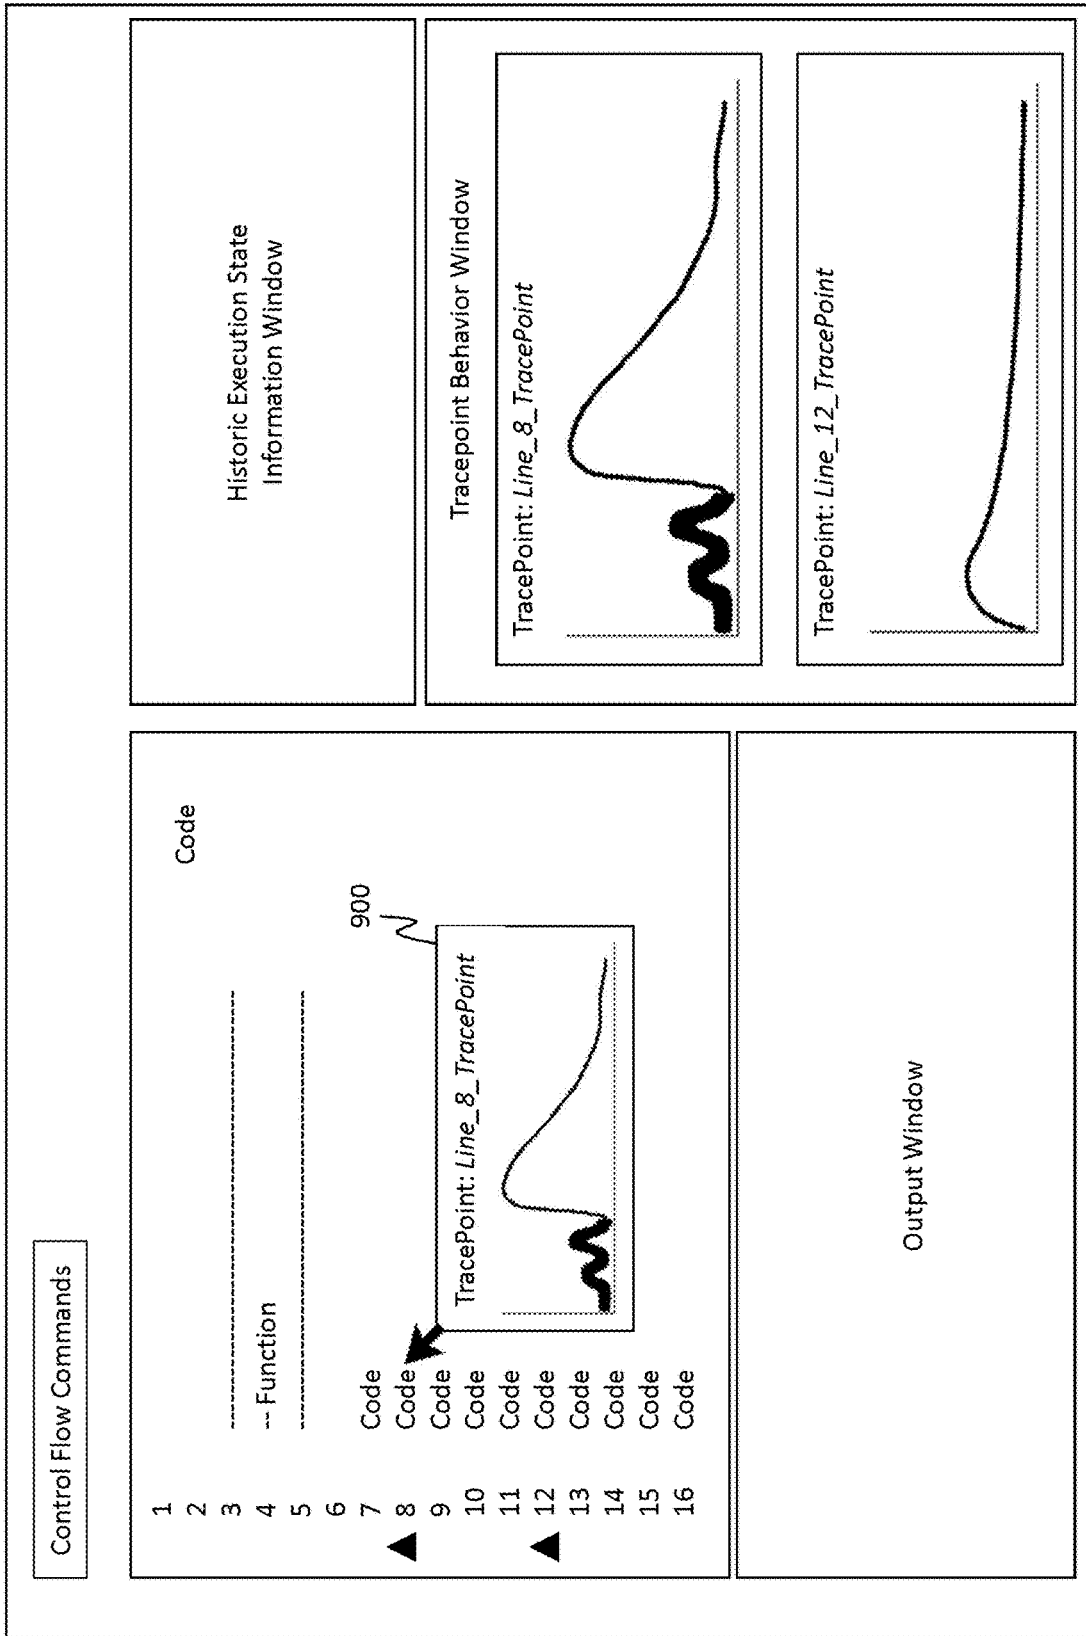 Control Flow Commands
Code
1
2
3 ------------------------------------
4 -- Function
5 ------------------------------------
6
7 Code
8 Code
9 Code
10 Code
11 Code
12 Code
13 Code
14 Code
15 Code
16 Code
900
TracePoint: Line_8_TracePoint
Output Window
Historic Execution State
Information Window
Tracepoint Behavior Window
TracePoint: Line_8_TracePoint
TracePoint: Line_12_TracePoint